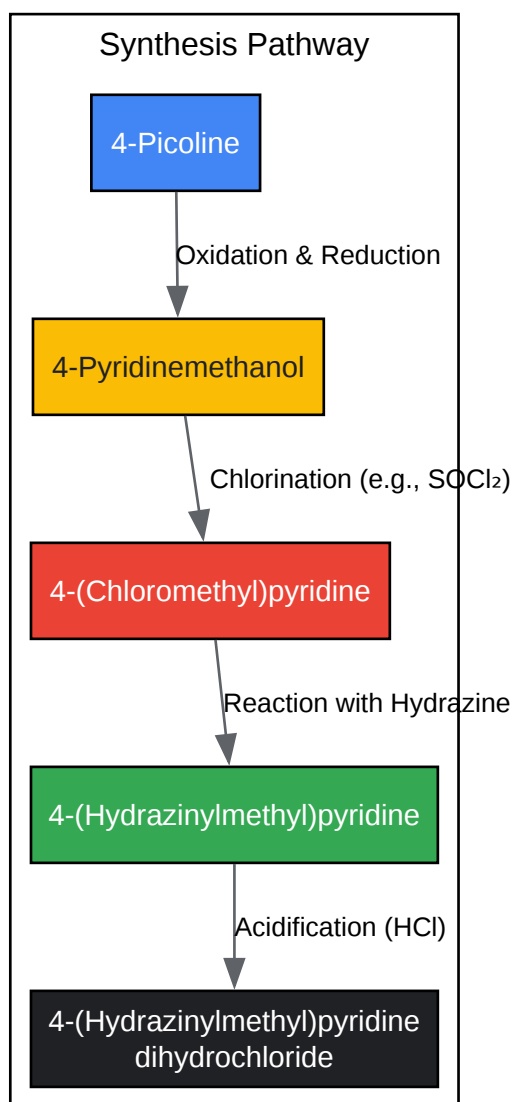 Synthesis Pathway
4-Picoline
Oxidation & Reduction
4-Pyridinemethanol
Chlorination (e.g., SOCl₂)
4-(Chloromethyl)pyridine
Reaction with Hydrazine
4-(Hydrazinylmethyl)pyridine
Acidification (HCl)
4-(Hydrazinylmethyl)pyridine
dihydrochloride